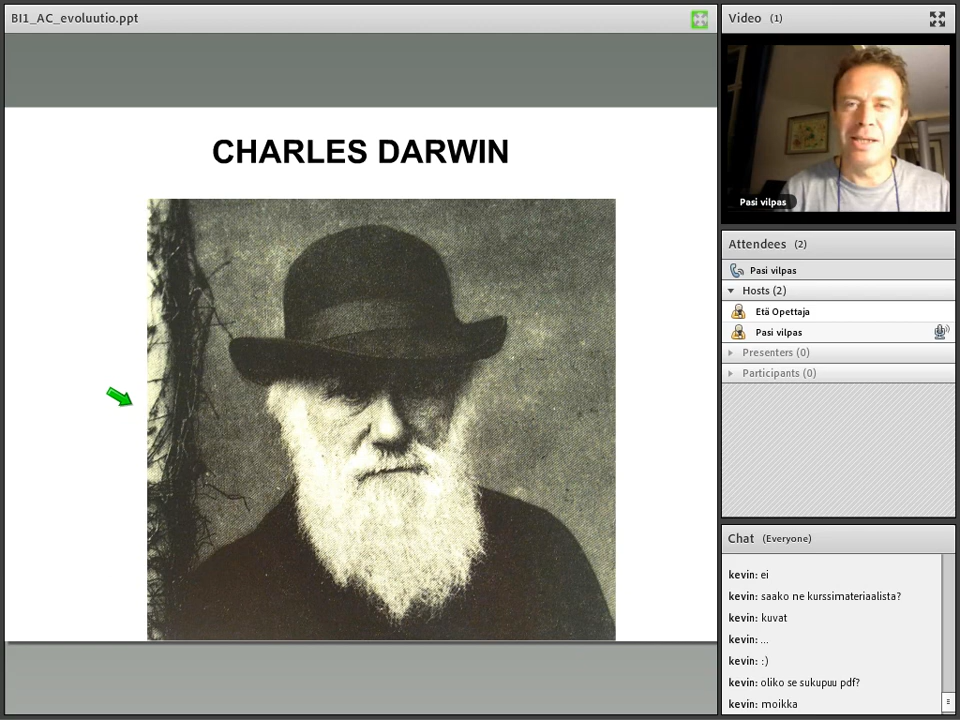 BI1_AC_evoluutio.ppt
CHARLES DARWIN
Video (1)
Pasi vilpas
Attendees (2)
Pasi vilpas
Hosts (2)
Etä Opettaja
Pasi vilpas
Presenters (0)
Participants (0)
Chat (Everyone)
kevin: ei
kevin: saako ne kurssimateriaalista?
kevin: kuvat
kevin: ...
kevin: :)
kevin: oliko se sukupuu pdf?
kevin: moikka